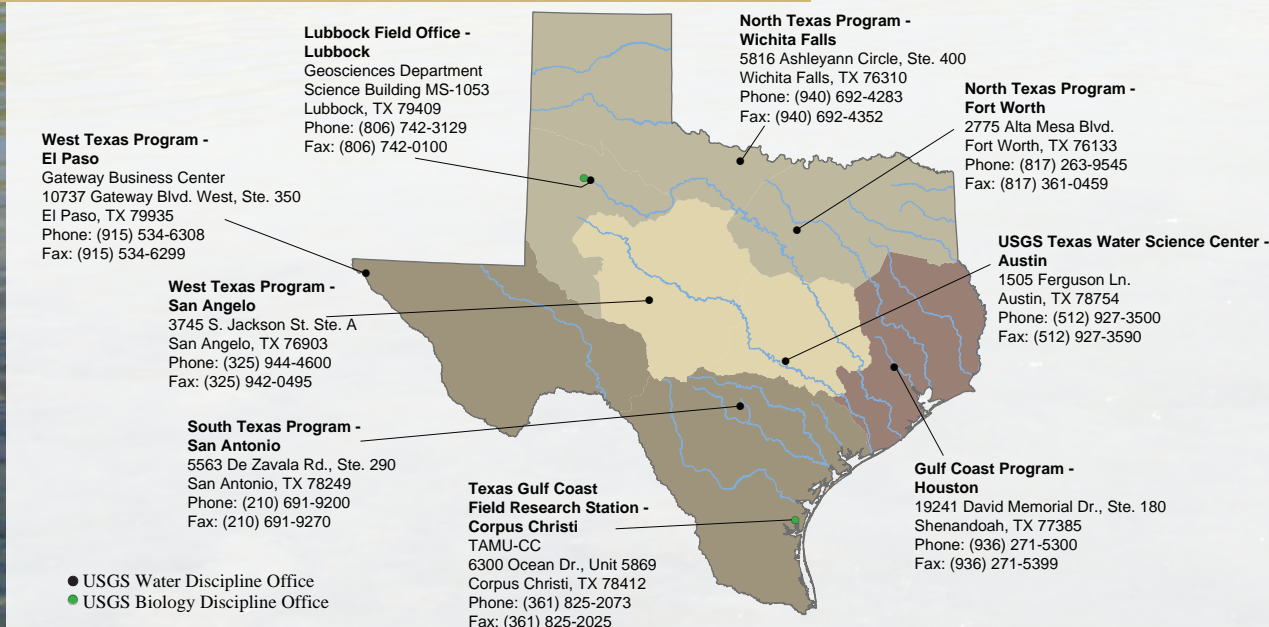 Lubbock Field Office -
Lubbock
Geosciences Department
Science Building MS-1053
Lubbock, TX 79409
Phone: (806) 742-3129
Fax: (806) 742-0100
North Texas Program -
Wichita Falls
5816 Ashleyann Circle, Ste. 400
Wichita Falls, TX 76310
Phone: (940) 692-4283
Fax: (940) 692-4352
North Texas Program -
Fort Worth
2775 Alta Mesa Blvd.
Fort Worth, TX 76133
Phone: (817) 263-9545
Fax: (817) 361-0459
West Texas Program -
El Paso
Gateway Business Center
10737 Gateway Blvd. West, Ste. 350
El Paso, TX 79935
Phone: (915) 534-6308
Fax: (915) 534-6299
USGS Texas Water Science Center -
Austin
1505 Ferguson Ln.
Austin, TX 78754
Phone: (512) 927-3500
Fax: (512) 927-3590
West Texas Program -
San Angelo
3745 S. Jackson St. Ste. A
San Angelo, TX 76903
Phone: (325) 944-4600
Fax: (325) 942-0495
South Texas Program -
San Antonio
5563 De Zavala Rd., Ste. 290
San Antonio, TX 78249
Phone: (210) 691-9200
Fax: (210) 691-9270
Texas Gulf Coast
Field Research Station -
Corpus Christi
TAMU-CC
6300 Ocean Dr., Unit 5869
Corpus Christi, TX 78412
Phone: (361) 825-2073
Fax: (361) 825-2025
Gulf Coast Program -
Houston
19241 David Memorial Dr., Ste. 180
Shenandoah, TX 77385
Phone: (936) 271-5300
Fax: (936) 271-5399
USGS Water Discipline Office
USGS Biology Discipline Office